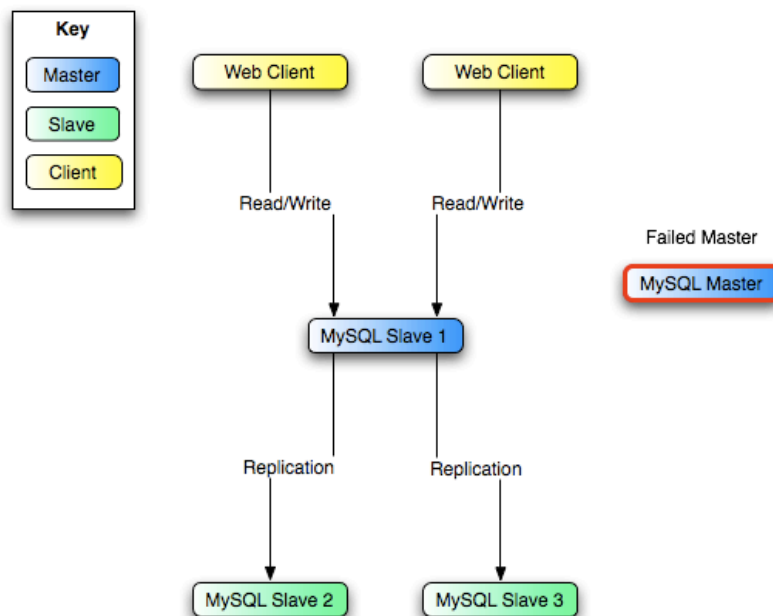 Key
Master
Slave
Client
Web Client
Web Client
Read/Write
Read/Write
Failed Master
MySQL Master
MySQL Slave 1
Replication
Replication
MySQL Slave 2
MySQL Slave 3